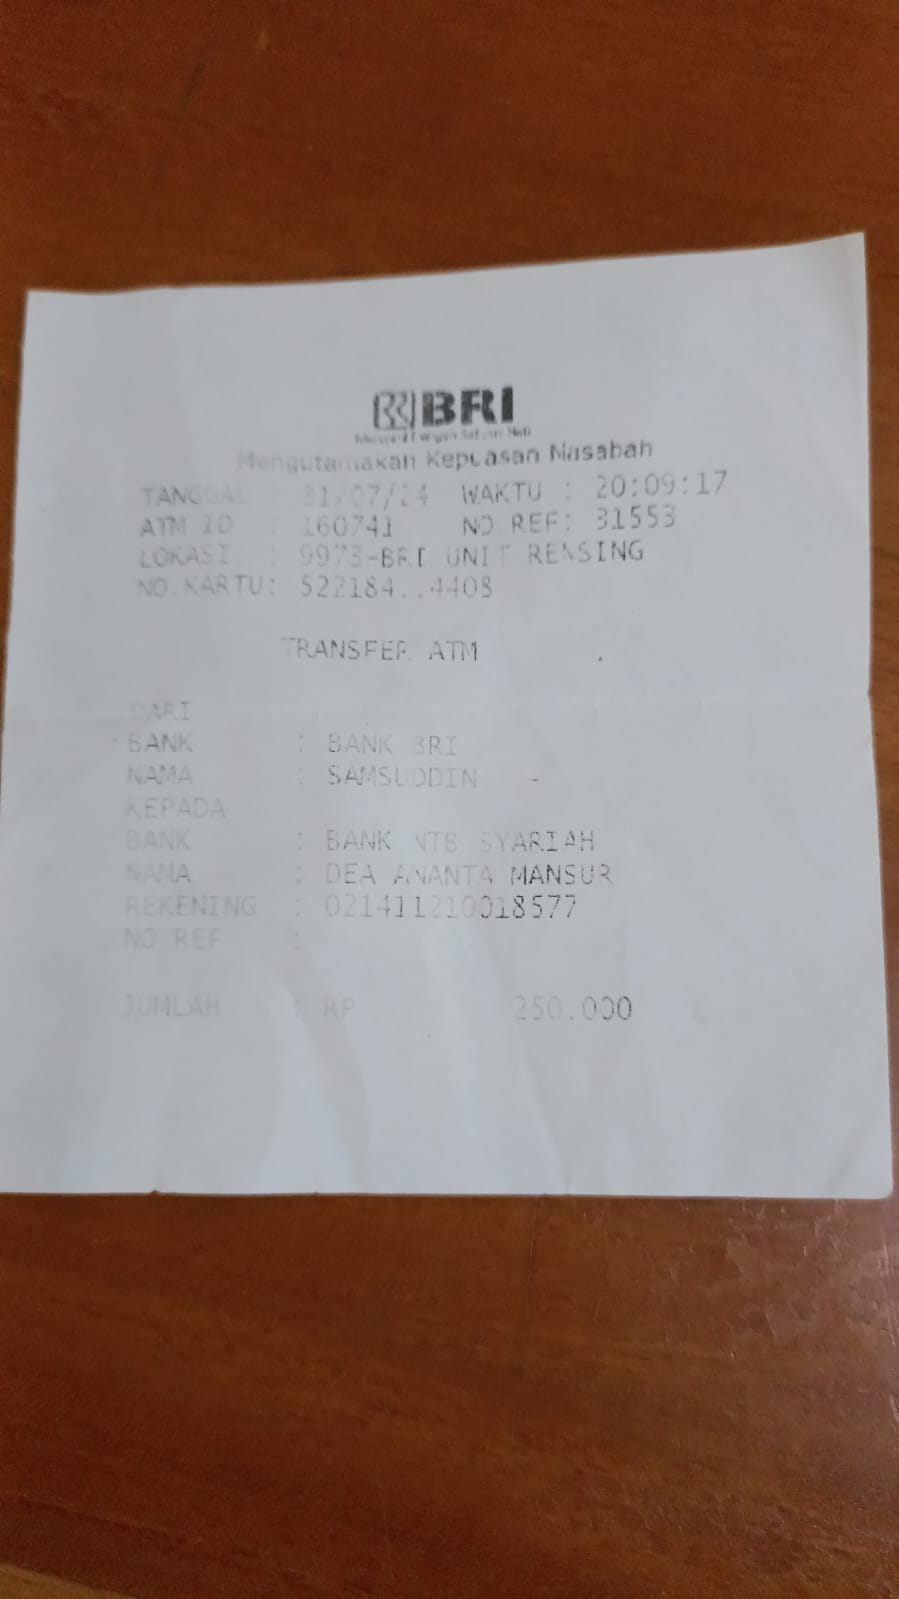 BRI
Mengutamakan Kepuasan Nasabah
TANGGAL : 31/07/24 WAKTU : 20:09:17
ATM ID : 160741 NO.REF: 31553
LOKASI : 9973-BRI UNIT RENSING
NO.KARTU: 522184..4408
TRANSFER ATM
DARI
BANK : BANK BRI
NAMA : SAMSUDDIN
KEPADA
BANK : BANK NTB SYARIAH
NAMA : DEA ANANTA MANSUR
REKENING : 021411210018577
NO REF :
JUMLAH : RP 250.000